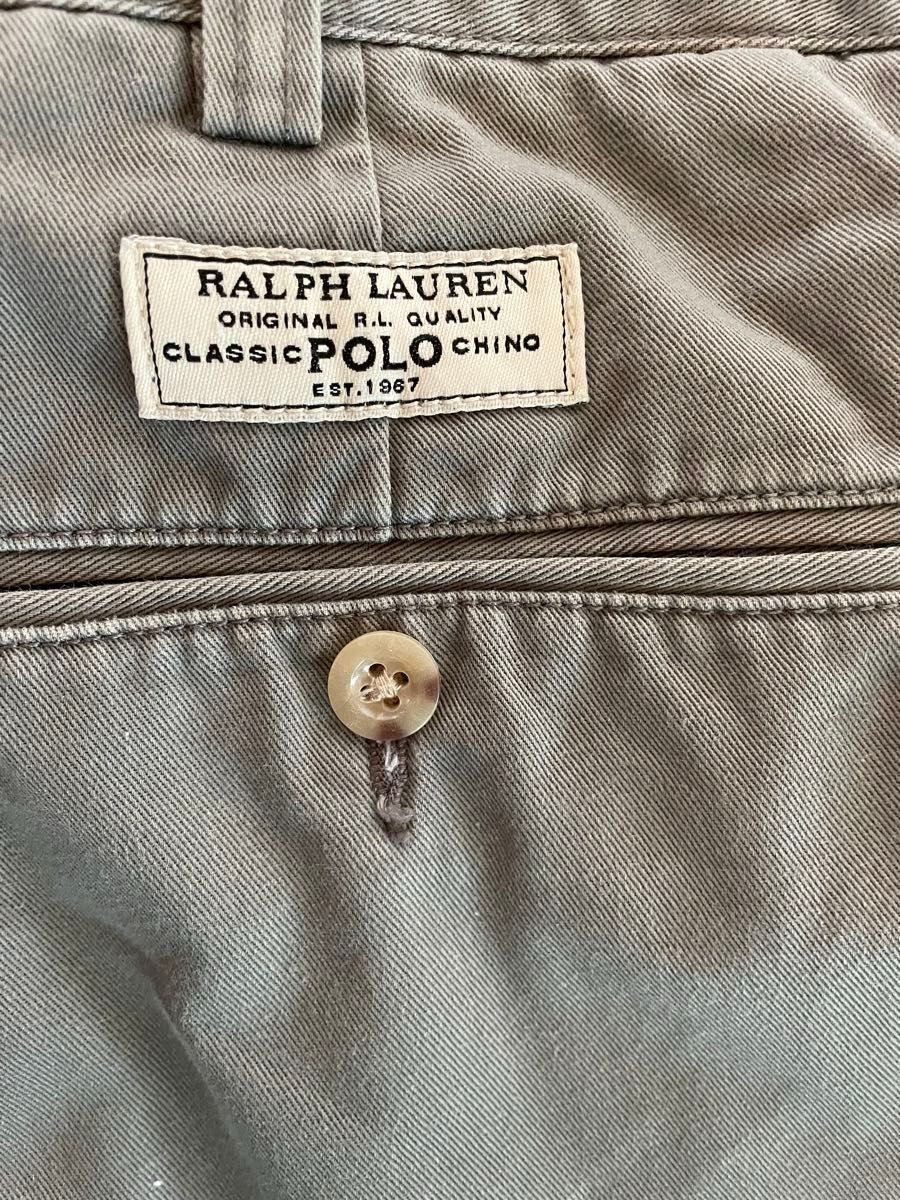 RALPH LAUREN
ORIGINAL R.L. QUALITY
CLASSIC POLO CHINO
EST. 1967